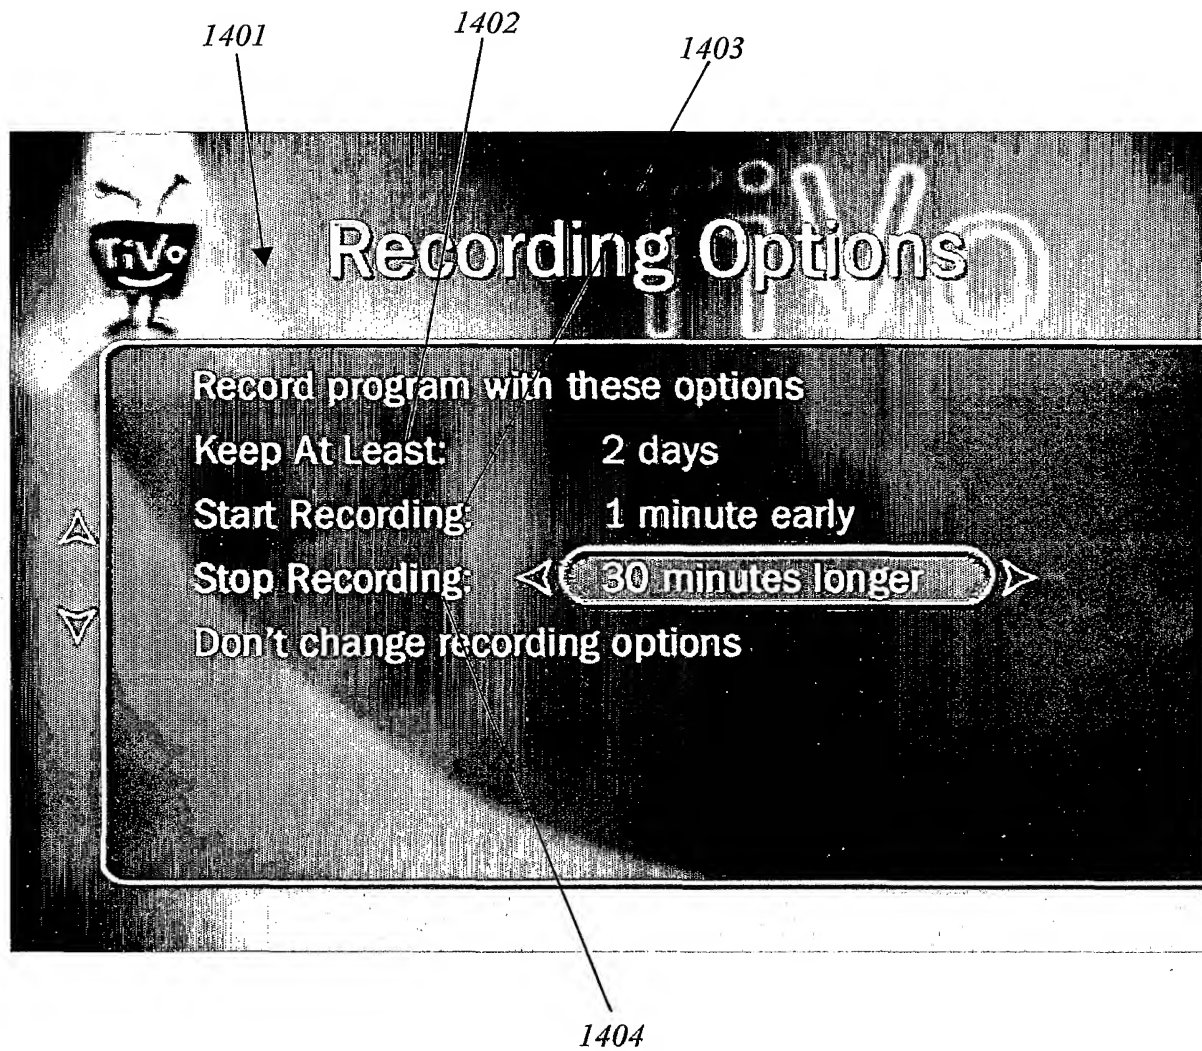 1401
1402
1403
TiVo
TiVo
Recording Options
Record program with these options
Keep At Least: 2 days
Start Recording: 1 minute early
Stop Recording: 30 minutes longer
Don't change recording options
1404